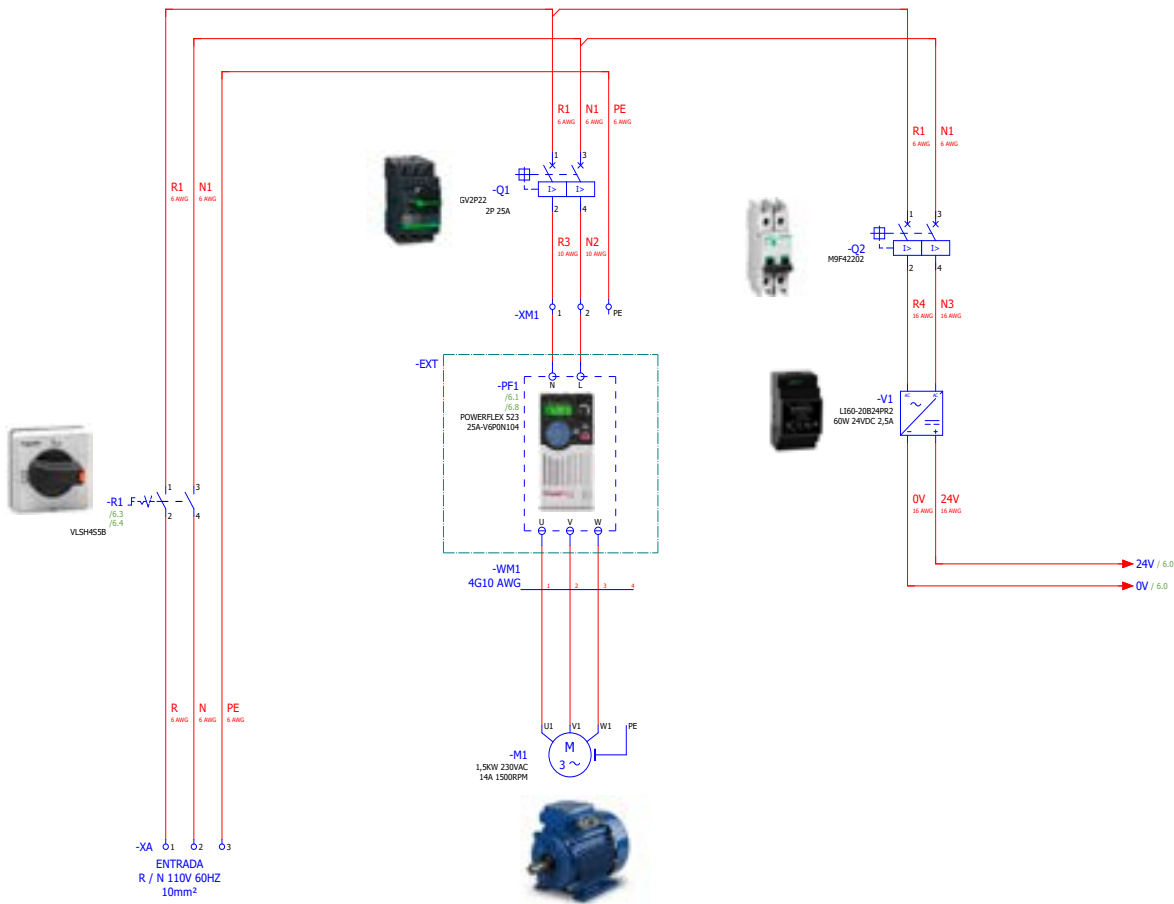 R1
6 AWG
N1
6 AWG
PE
6 AWG
R1
6 AWG
N1
6 AWG
1
3
-Q1
GV2P22
2P 25A
I>
I>
2
4
R1
6 AWG
N1
6 AWG
1
3
-Q2
M9F42202
I>
I>
2
4
R3
10 AWG
N2
10 AWG
R4
16 AWG
N3
16 AWG
-XM1
1
2
PE
-EXT
-PF1
/6.1
/6.8
POWERFLEX 523
25A-V6P0N104
N
L
U
V
W
-V1
LI60-20B24PR2
60W 24VDC 2,5A
AC
AC
-
+
0V
16 AWG
24V
16 AWG
24V / 6.0
0V / 6.0
-R1
/6.3
/6.4
VLSH4S5B
1
3
2
4
-WM1
4G10 AWG
1
2
3
4
R
6 AWG
N
6 AWG
PE
6 AWG
U1
V1
W1
PE
-M1
1,5KW 230VAC
14A 1500RPM
M
3 ~
-XA
1
2
3
ENTRADA
R / N 110V 60HZ
10mm²